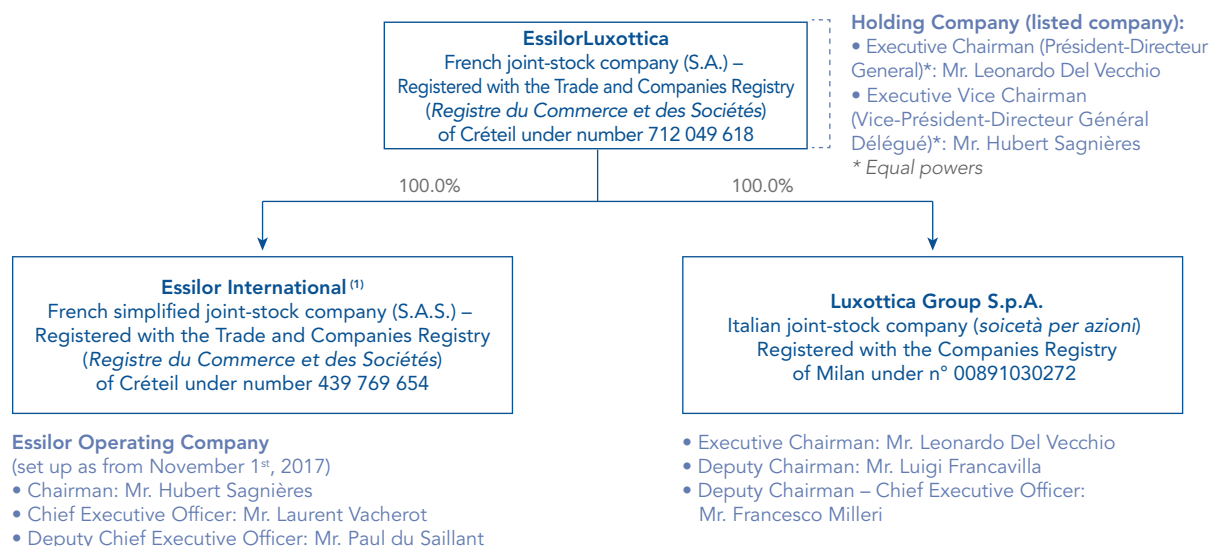 EssilorLuxottica
French joint-stock company (S.A.) –
Registered with the Trade and Companies Registry
(Registre du Commerce et des Sociétés)
of Créteil under number 712 049 618
Holding Company (listed company):
• Executive Chairman (Président-Directeur
General)*: Mr. Leonardo Del Vecchio
• Executive Vice Chairman
(Vice-Président-Directeur Général
Délégué)*: Mr. Hubert Sagnières
* Equal powers
100.0%
100.0%
Essilor International (1)
French simplified joint-stock company (S.A.S.) –
Registered with the Trade and Companies Registry
(Registre du Commerce et des Sociétés)
of Créteil under number 439 769 654
Luxottica Group S.p.A.
Italian joint-stock company (soicetà per azioni)
Registered with the Companies Registry
of Milan under n° 00891030272
Essilor Operating Company
(set up as from November 1st, 2017)
• Chairman: Mr. Hubert Sagnières
• Chief Executive Officer: Mr. Laurent Vacherot
• Deputy Chief Executive Officer: Mr. Paul du Saillant
• Executive Chairman: Mr. Leonardo Del Vecchio
• Deputy Chairman: Mr. Luigi Francavilla
• Deputy Chairman – Chief Executive Officer:
Mr. Francesco Milleri